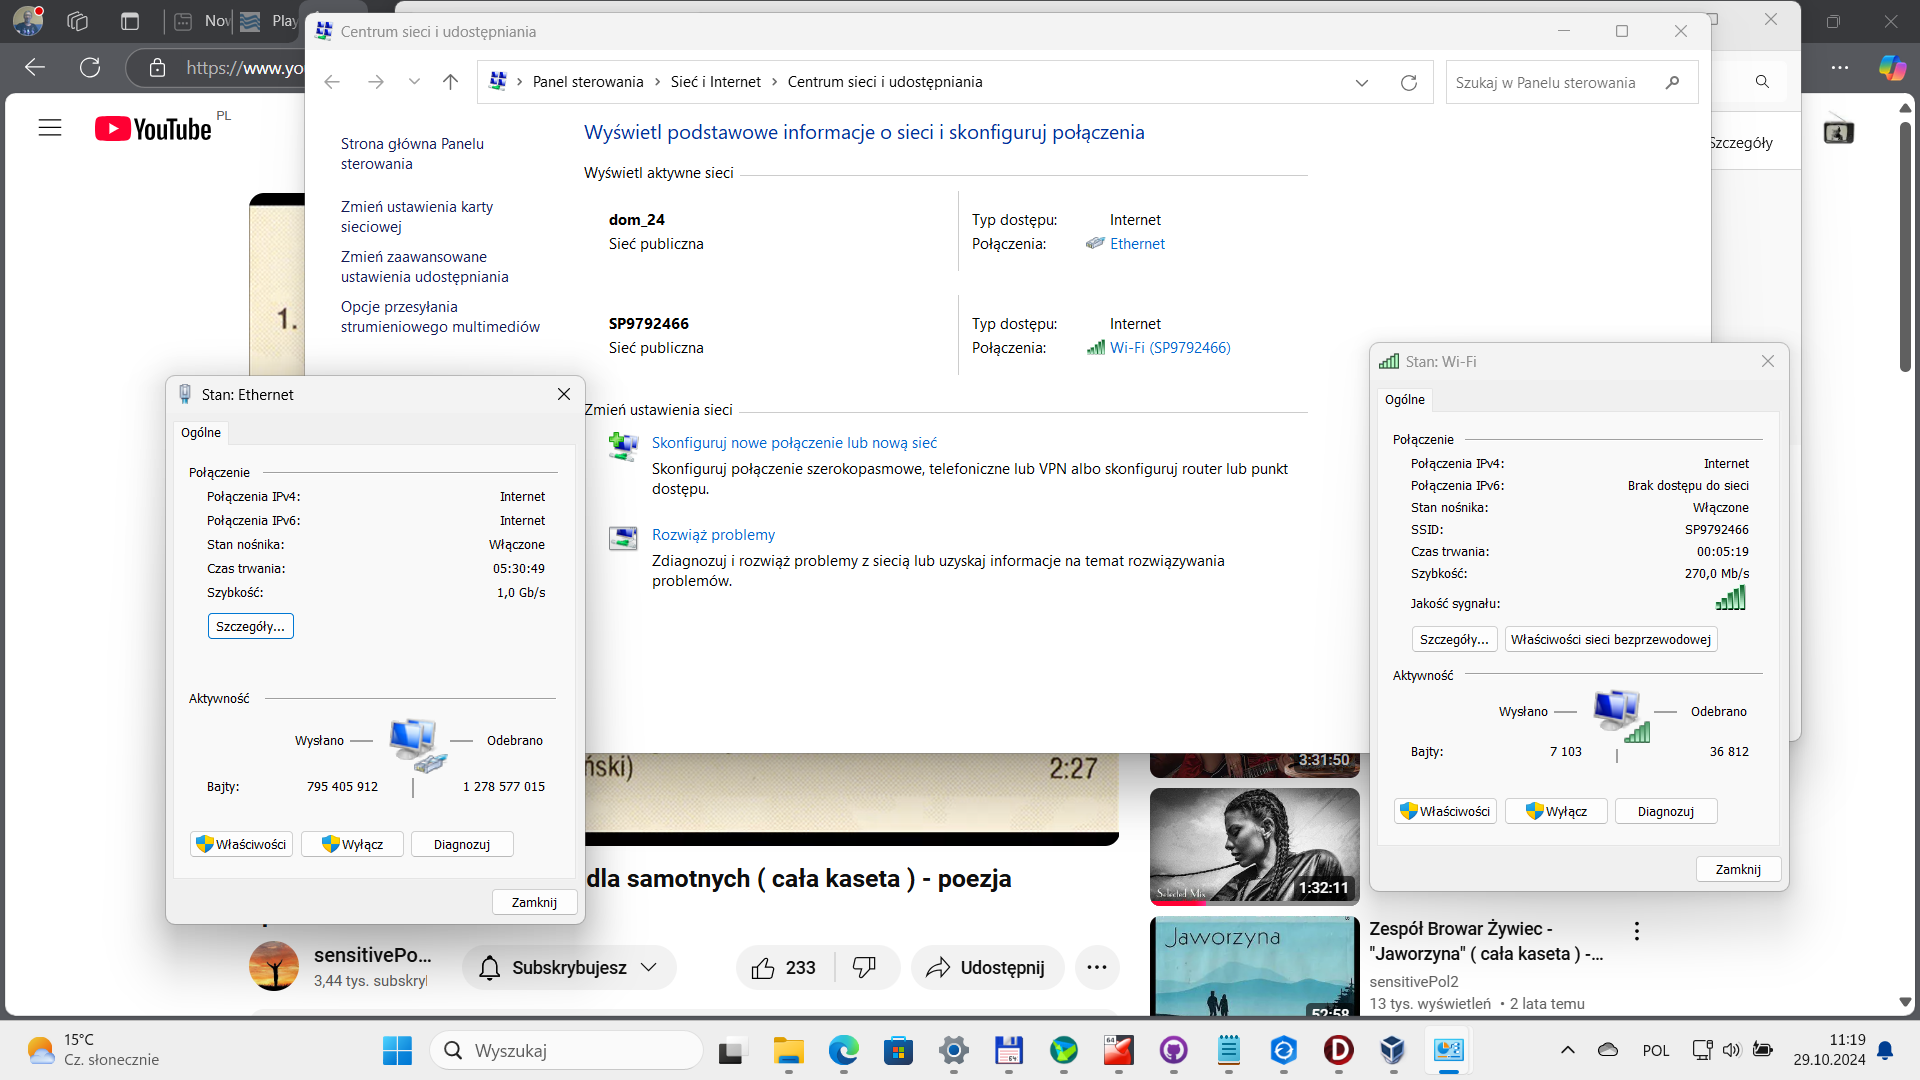 Nov
Play
https://www.you
Centrum sieci i udostępniania
Panel sterowania
Sieć i Internet
Centrum sieci i udostępniania
Szukaj w Panelu sterowania
YouTube PL
Szczegóły
Strona główna Panelu
sterowania
Zmień ustawienia karty
sieciowej
Zmień zaawansowane
ustawienia udostępniania
Opcje przesyłania
strumieniowego multimediów
1.
Wyświetl podstawowe informacje o sieci i skonfiguruj połączenia
Wyświetl aktywne sieci
dom_24
Sieć publiczna
Typ dostępu: Internet
Połączenia: Ethernet
SP9792466
Sieć publiczna
Typ dostępu: Internet
Połączenia: Wi-Fi (SP9792466)
Zmień ustawienia sieci
Skonfiguruj nowe połączenie lub nową sieć
Skonfiguruj połączenie szerokopasmowe, telefoniczne lub VPN albo skonfiguruj router lub punkt
dostępu.
Rozwiąż problemy
Zdiagnozuj i rozwiąż problemy z siecią lub uzyskaj informacje na temat rozwiązywania
problemów.
Stan: Ethernet
Ogólne
Połączenie
Połączenia IPv4: Internet
Połączenia IPv6: Internet
Stan nośnika: Włączone
Czas trwania: 05:30:49
Szybkość: 1,0 Gb/s
Szczegóły...
Aktywność
Wysłano — Odebrano
Bajty: 795 405 912 1 278 577 015
Właściwości Wyłącz Diagnozuj
Zamknij
Stan: Wi-Fi
Ogólne
Połączenie
Połączenia IPv4: Internet
Połączenia IPv6: Brak dostępu do sieci
Stan nośnika: Włączone
SSID: SP9792466
Czas trwania: 00:05:19
Szybkość: 270,0 Mb/s
Jakość sygnału:
Szczegóły... Właściwości sieci bezprzewodowej
Aktywność
Wysłano — Odebrano
Bajty: 7 103 36 812
Właściwości Wyłącz Diagnozuj
Zamknij
ński) 2:27
dla samotnych ( cała kaseta ) - poezja
sensitivePo...
3,44 tys. subskryl
Subskrybujesz
233
Udostępnij
3:31:50
Selected Mix
1:32:11
Jaworzyna
52:58
Zespół Browar Żywiec -
"Jaworzyna" ( cała kaseta ) -...
sensitivePol2
13 tys. wyświetleń • 2 lata temu
15°C
Cz. słonecznie
Wyszukaj
64
64
POL
11:19
29.10.2024